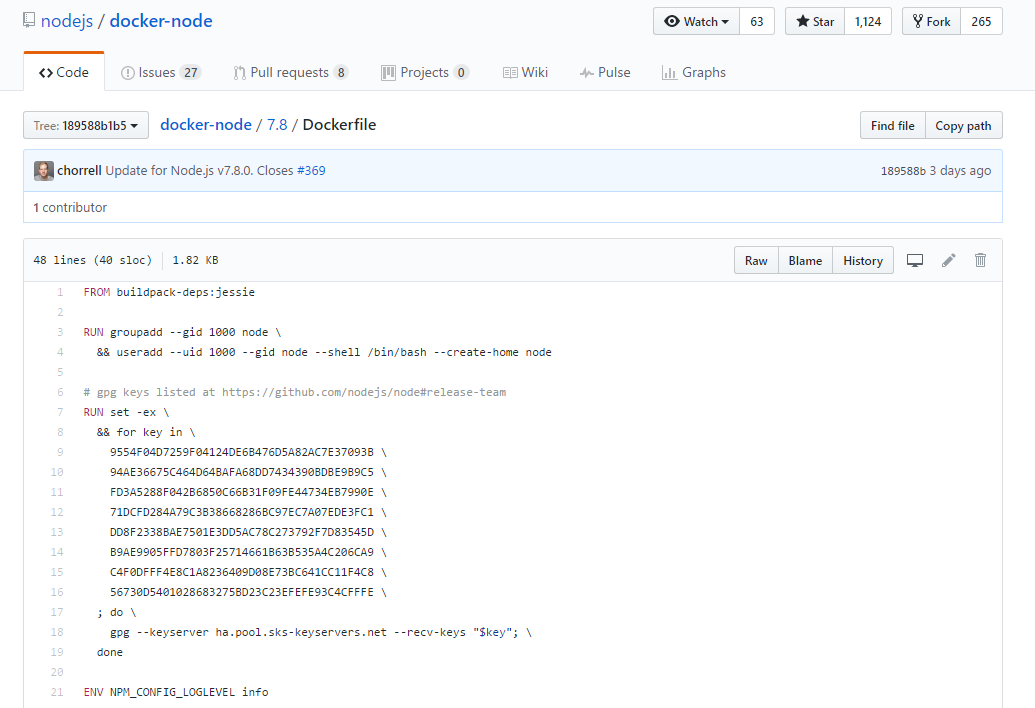 nodejs / docker-node
Watch 63 Star 1,124 Fork 265
Code Issues 27 Pull requests 8 Projects 0 Wiki Pulse Graphs
Tree: 189588b1b5 docker-node / 7.8 / Dockerfile Find file Copy path
chorrell Update for Node.js v7.8.0. Closes #369 189588b 3 days ago
1 contributor
48 lines (40 sloc) 1.82 KB Raw Blame History
1 FROM buildpack-deps:jessie
2
3 RUN groupadd --gid 1000 node \
4 && useradd --uid 1000 --gid node --shell /bin/bash --create-home node
5
6 # gpg keys listed at https://github.com/nodejs/node#release-team
7 RUN set -ex \
8 && for key in \
9 9554F04D7259F04124DE6B476D5A82AC7E37093B \
10 94AE36675C464D64BAFA68DD7434390BDBE9B9C5 \
11 FD3A5288F042B6850C66B31F09FE44734EB7990E \
12 71DCFD284A79C3B38668286BC97EC7A07EDE3FC1 \
13 DD8F2338BAE7501E3DD5AC78C273792F7D83545D \
14 B9AE9905FFD7803F25714661B63B535A4C206CA9 \
15 C4F0DFFF4E8C1A8236409D08E73BC641CC11F4C8 \
16 56730D5401028683275BD23C23EFEFE93C4CFFFE \
17 ; do \
18 gpg --keyserver ha.pool.sks-keyservers.net --recv-keys "$key"; \
19 done
20
21 ENV NPM_CONFIG_LOGLEVEL info